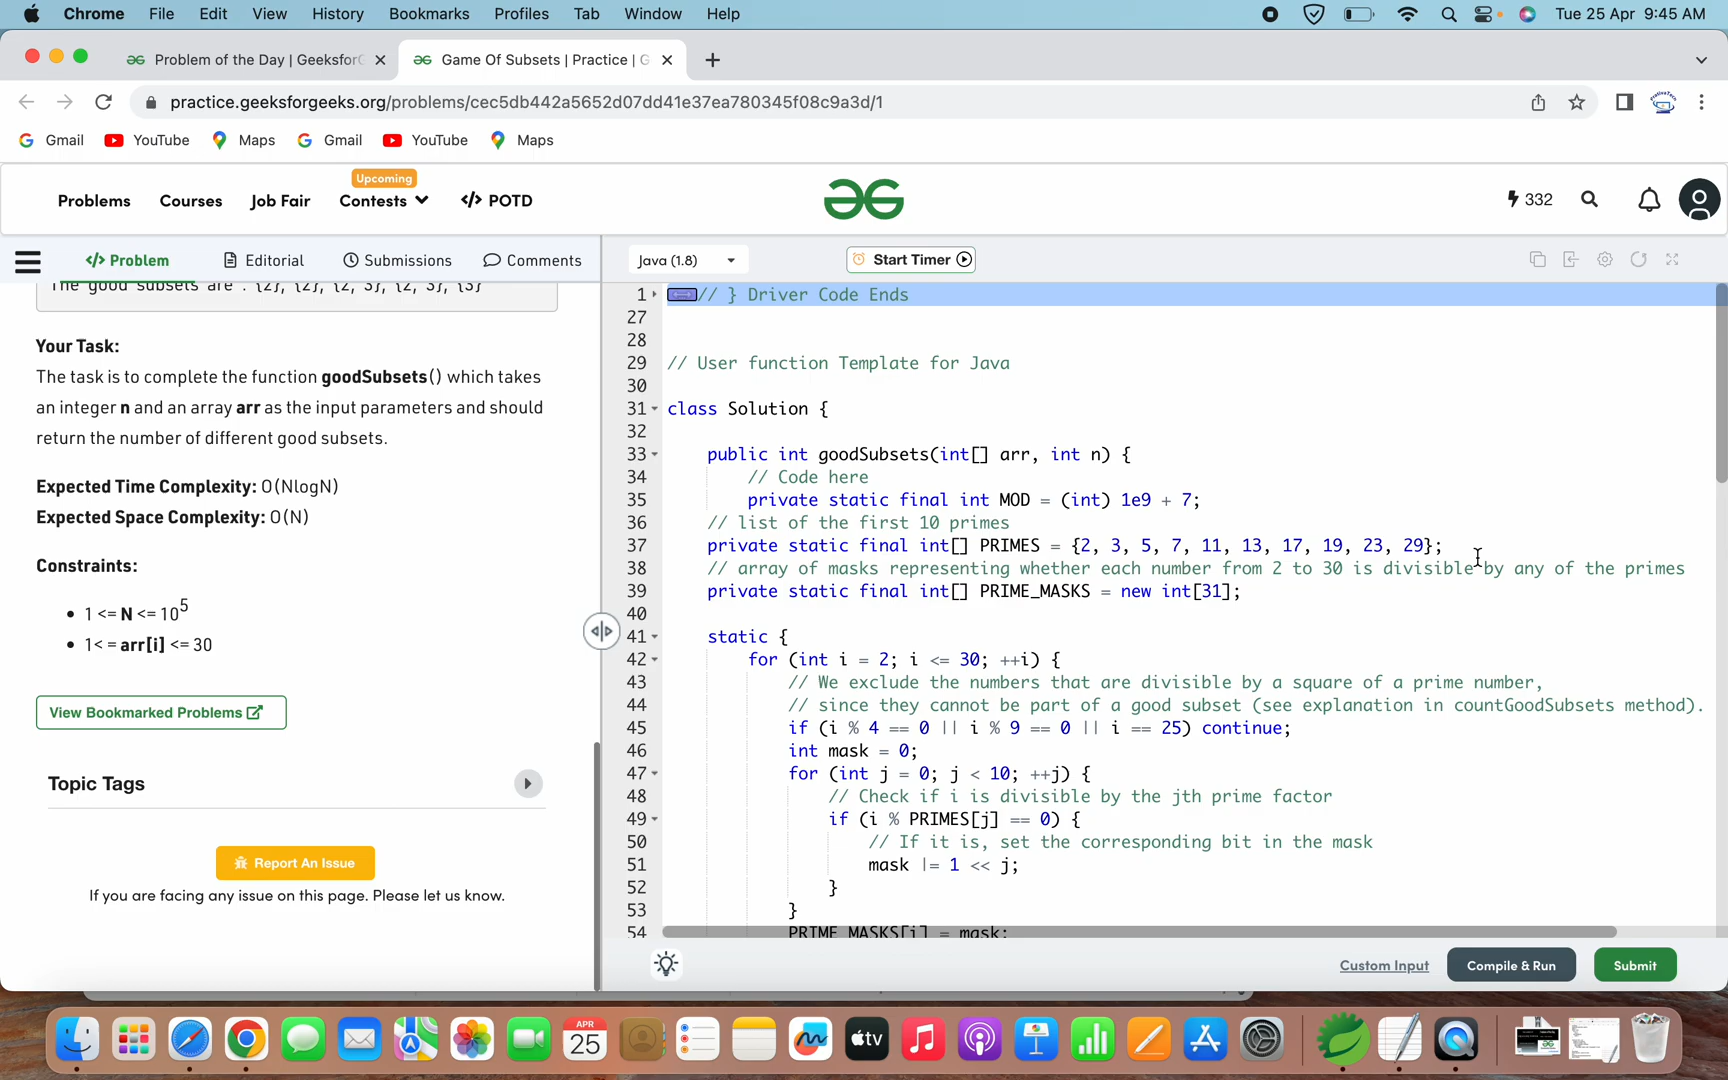 Chrome File Edit View History Bookmarks Profiles Tab Window Help Tue 25 Apr 9:45 AM
Problem of the Day | GeeksforG Game Of Subsets | Practice | G
practice.geeksforgeeks.org/problems/cec5db442a5652d07dd41e37ea780345f08c9a3d/1
Gmail YouTube Maps Gmail YouTube Maps
Upcoming
Problems Courses Job Fair Contests </> POTD 332
</> Problem Editorial Submissions Comments
The good subsets are : {2}, {2}, {2, 3}, {2, 3}, {3}
Your Task:
The task is to complete the function goodSubsets() which takes
an integer n and an array arr as the input parameters and should
return the number of different good subsets.
Expected Time Complexity: O(NlogN)
Expected Space Complexity: O(N)
Constraints:
• 1 <= N <= 10^5
• 1< = arr[i] <= 30
View Bookmarked Problems
Topic Tags
Report An Issue
If you are facing any issue on this page. Please let us know.
Java (1.8) Start Timer
1 // } Driver Code Ends
27
28
29 // User function Template for Java
30
31 class Solution {
32
33 public int goodSubsets(int[] arr, int n) {
34 // Code here
35 private static final int MOD = (int) 1e9 + 7;
36 // list of the first 10 primes
37 private static final int[] PRIMES = {2, 3, 5, 7, 11, 13, 17, 19, 23, 29};
38 // array of masks representing whether each number from 2 to 30 is divisible by any of the primes
39 private static final int[] PRIME_MASKS = new int[31];
40
41 static {
42 for (int i = 2; i <= 30; ++i) {
43 // We exclude the numbers that are divisible by a square of a prime number,
44 // since they cannot be part of a good subset (see explanation in countGoodSubsets method).
45 if (i % 4 == 0 || i % 9 == 0 || i == 25) continue;
46 int mask = 0;
47 for (int j = 0; j < 10; ++j) {
48 // Check if i is divisible by the jth prime factor
49 if (i % PRIMES[j] == 0) {
50 // If it is, set the corresponding bit in the mask
51 mask |= 1 << j;
52 }
53 }
54 PRIME_MASKS[i] = mask;
Custom Input Compile & Run Submit
APR
25
tv